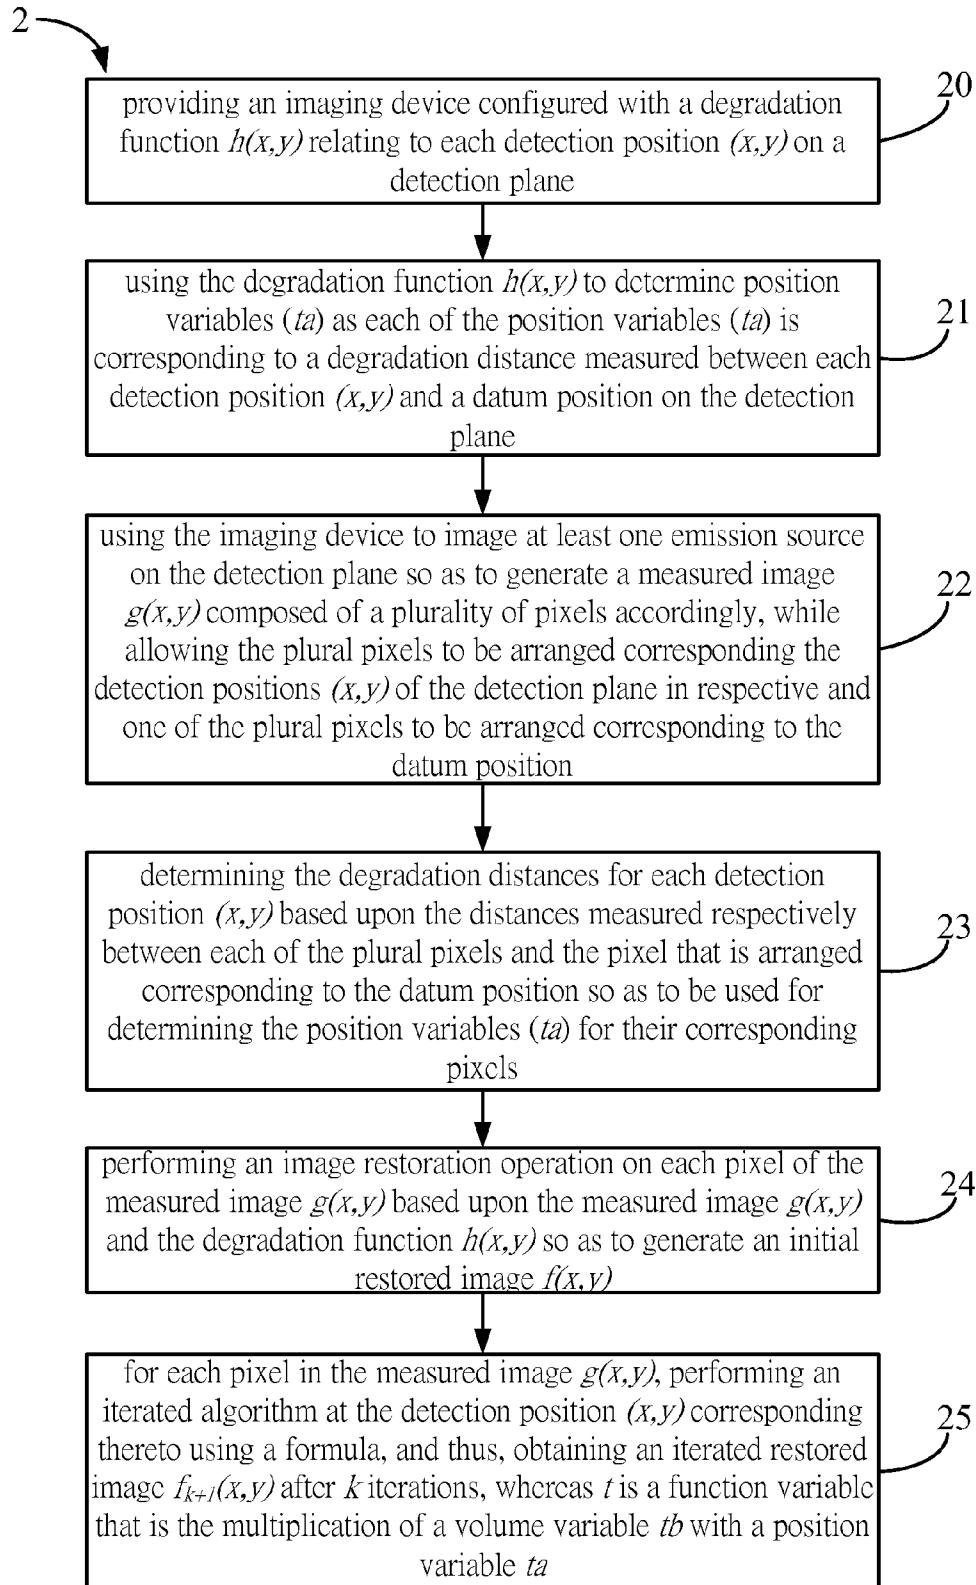 2
providing an imaging device configured with a degradation
function h(x,y) relating to each detection position (x,y) on a
detection plane
20
using the degradation function h(x,y) to determine position
variables (ta) as each of the position variables (ta) is
corresponding to a degradation distance measured between each
detection position (x,y) and a datum position on the detection
plane
21
using the imaging device to image at least one emission source
on the detection plane so as to generate a measured image
g(x,y) composed of a plurality of pixels accordingly, while
allowing the plural pixels to be arranged corresponding the
detection positions (x,y) of the detection plane in respective and
one of the plural pixels to be arranged corresponding to the
datum position
22
determining the degradation distances for each detection
position (x,y) based upon the distances measured respectively
between each of the plural pixels and the pixel that is arranged
corresponding to the datum position so as to be used for
determining the position variables (ta) for their corresponding
pixels
23
performing an image restoration operation on each pixel of the
measured image g(x,y) based upon the measured image g(x,y)
and the degradation function h(x,y) so as to generate an initial
restored image f(x,y)
24
for each pixel in the measured image g(x,y), performing an
iterated algorithm at the detection position (x,y) corresponding
thereto using a formula, and thus, obtaining an iterated restored
image fk+1(x,y) after k iterations, whereas t is a function variable
that is the multiplication of a volume variable tb with a position
variable ta
25